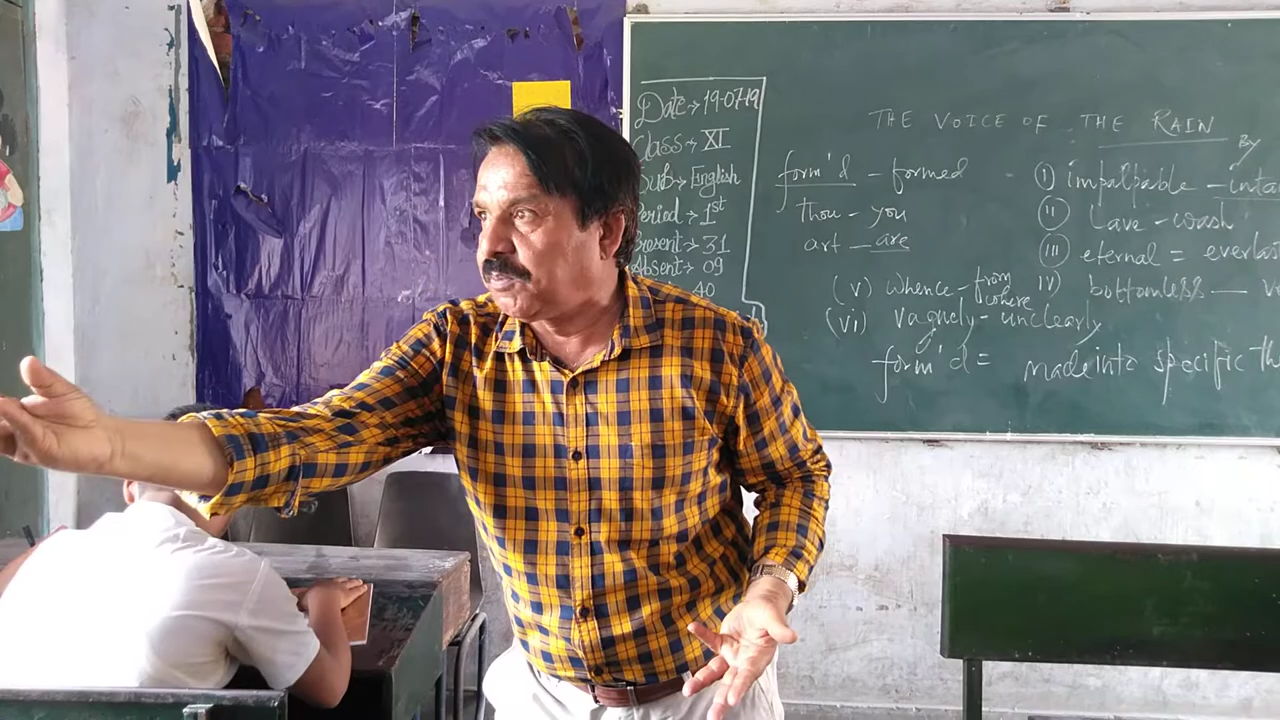 Date → 19-07-19
Class → XI
Sub → English
Period → 1st
Present → 31
Absent → 09
40
THE VOICE OF THE RAIN
By
form'd - formed
thou - you
art - are
(i) impalpable - inta
(ii) Lave - wash
(iii) eternal = everlas
(iv) bottomless —
(v) whence - from where
(vi) vaguely - unclearly
form'd = made into specific th